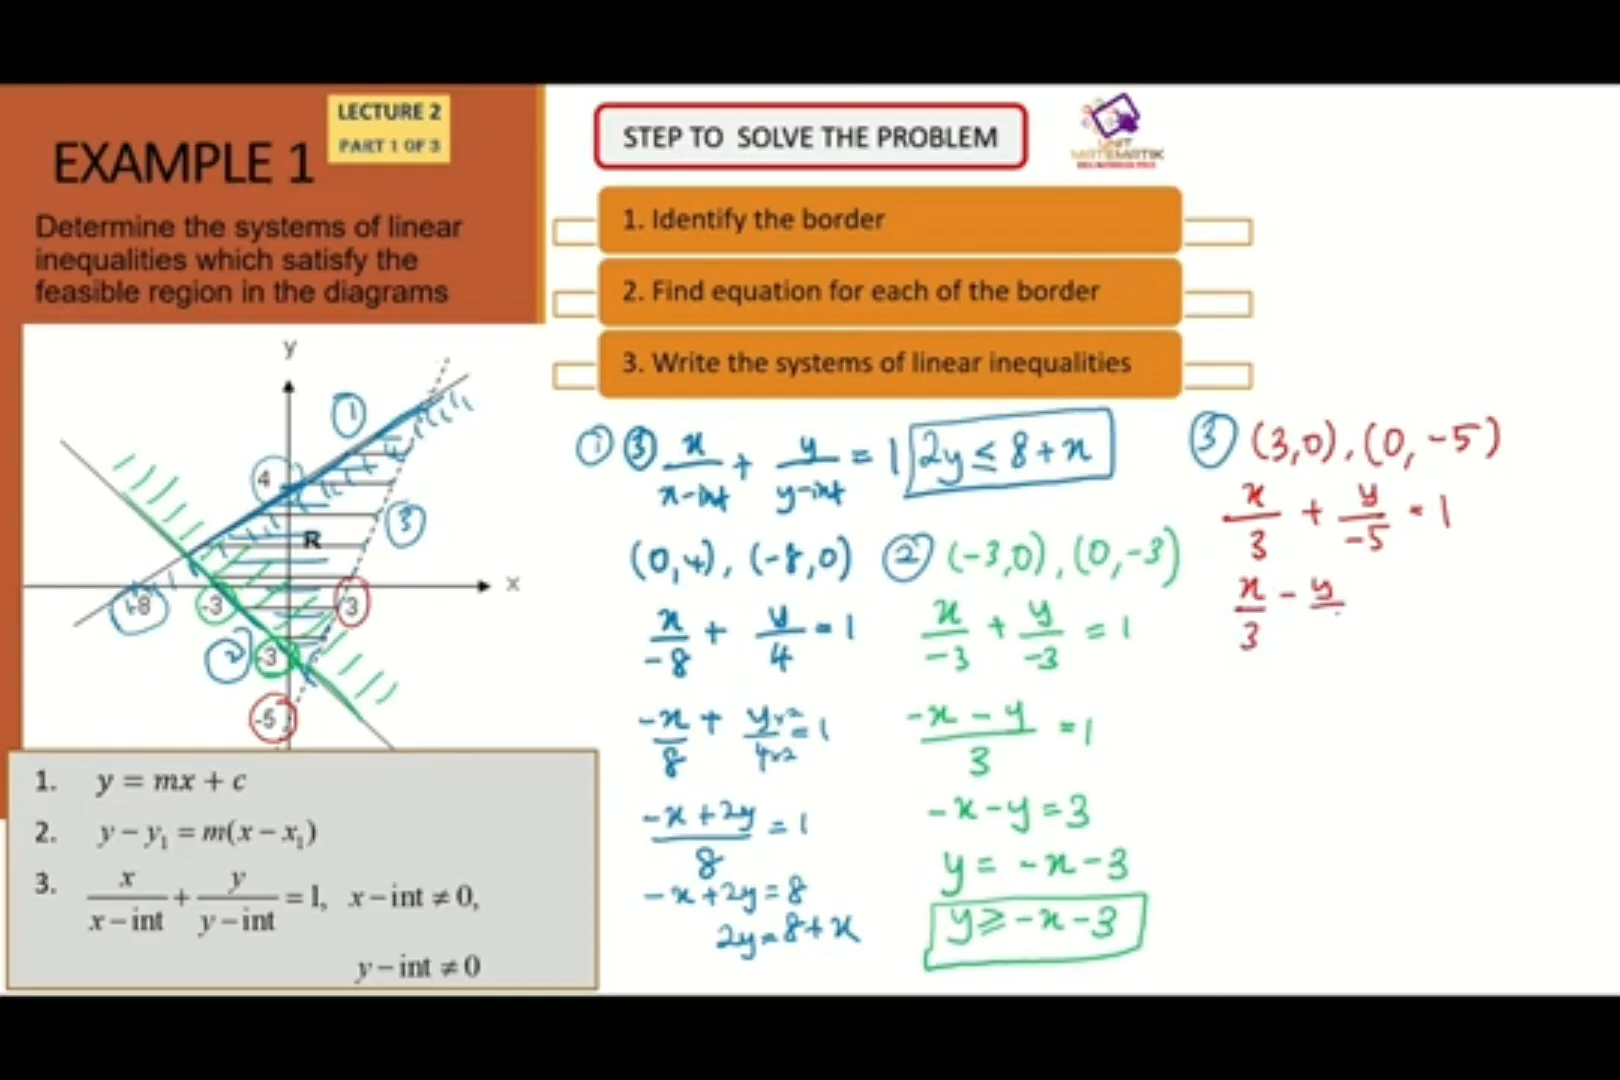 LECTURE 2
PART 1 OF 3
EXAMPLE 1
Determine the systems of linear
inequalities which satisfy the
feasible region in the diagrams
y
1
4
3
R
x
-8
-3
3
2
-3
-5
1. y = mx + c
2. y − y₁ = m(x − x₁)
3. x/(x−int) + y/(y−int) = 1, x−int ≠ 0,
y−int ≠ 0
STEP TO SOLVE THE PROBLEM
UNIT
MATEMATIK
1. Identify the border
2. Find equation for each of the border
3. Write the systems of linear inequalities
① ③ x/(x-int) + y/(y-int) = 1
2y ≤ 8 + x
(0,4), (-8,0)
x/-8 + y/4 = 1
-x/8 + y×2/4×2 = 1
(-x + 2y)/8 = 1
-x + 2y = 8
2y = 8 + x
② (-3,0), (0,-3)
x/-3 + y/-3 = 1
(-x - y)/3 = 1
-x - y = 3
y = -x - 3
y ≥ -x - 3
③ (3,0), (0,-5)
x/3 + y/-5 = 1
x/3 - y/